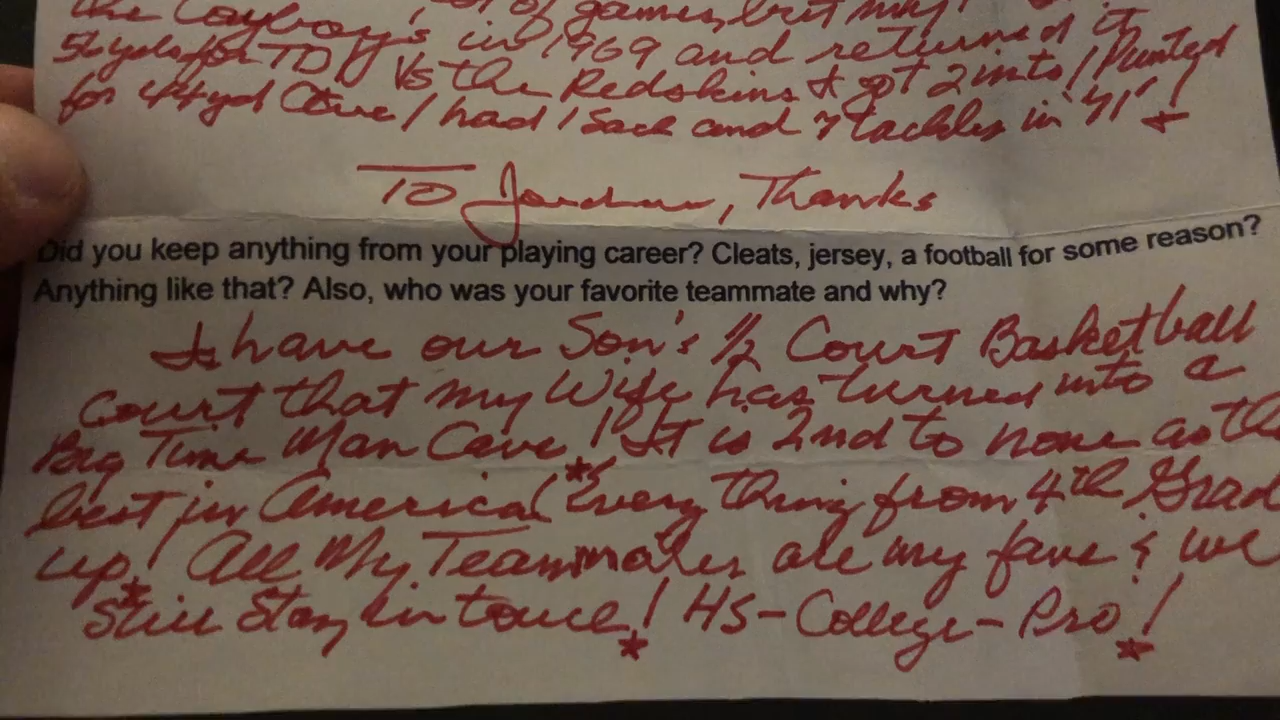 the Cowboy's in 1969 and returned it
56 yds for TD Vs the Redskins & got 2 ints / Punted
for 44 yd ave / had 1 Sack and 7 tackles in '71'! +
TO Jordan, Thanks
Did you keep anything from your playing career? Cleats, jersey, a football for some reason?
Anything like that? Also, who was your favorite teammate and why?
I have our Son's 1/2 Court Basketball
Court that my Wife has turned into a
Big Time Man Cave! It is 2nd to none as the
best in America! *Every thing from 4th Grad
up! All My Teammates are my fave & we
Still Stay in touce! HS-College-Pro!